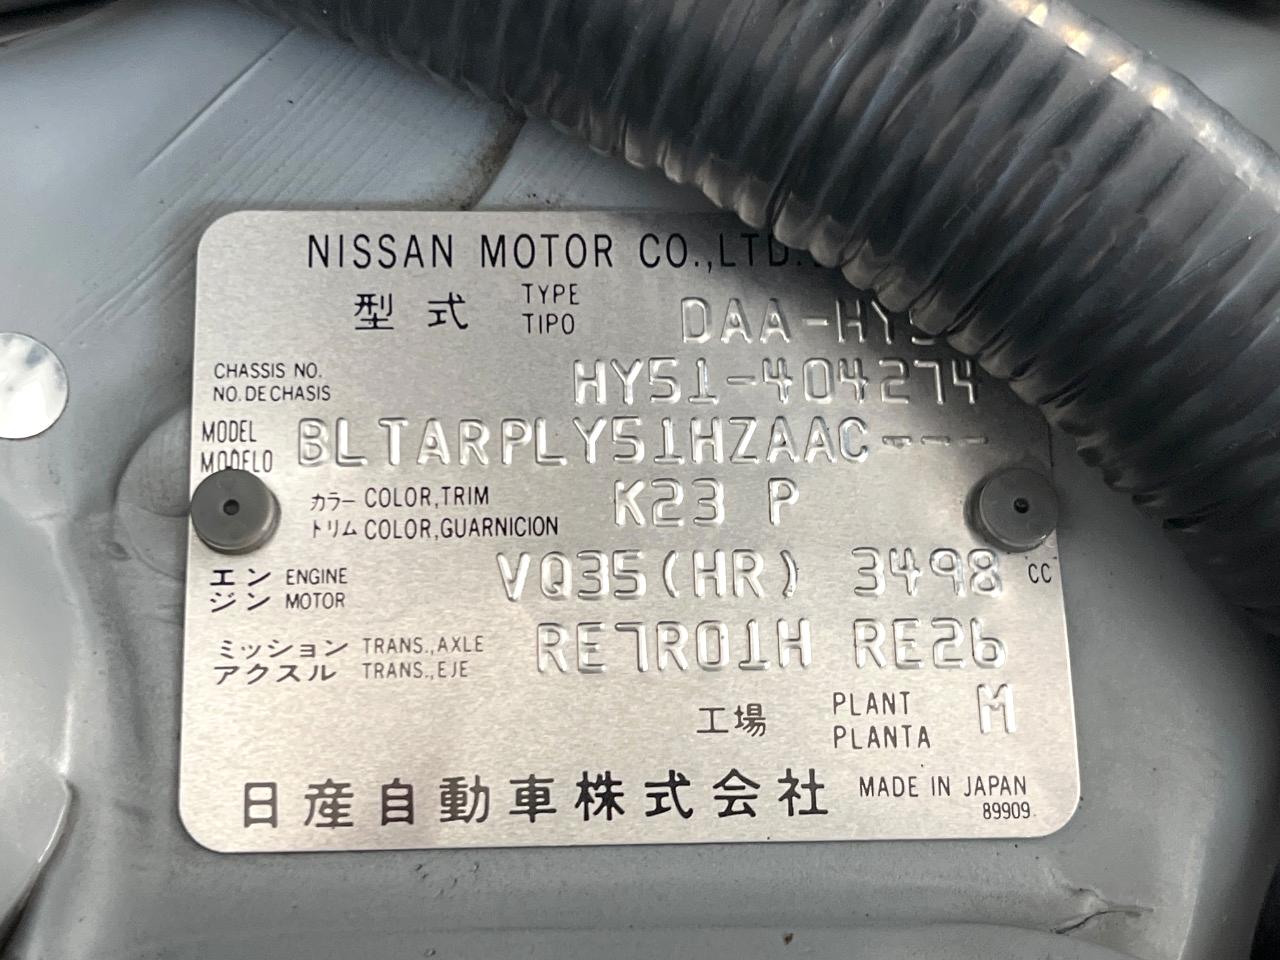 NISSAN MOTOR CO.,LTD.
型式 TYPE TIPO DAA-HY
CHASSIS NO. NO. DE CHASIS HY51-404274
MODEL MODELO BLTARPLY51HZAAC----
カラー COLOR,TRIM K23 P
トリム COLOR,GUARNICION
エン ENGINE VQ35(HR) 3498 CC
ジン MOTOR
ミッション TRANS.,AXLE RE7R01H RE26
アクスル TRANS.,EJE
工場 PLANT M
PLANTA
日産自動車株式会社 MADE IN JAPAN
89909